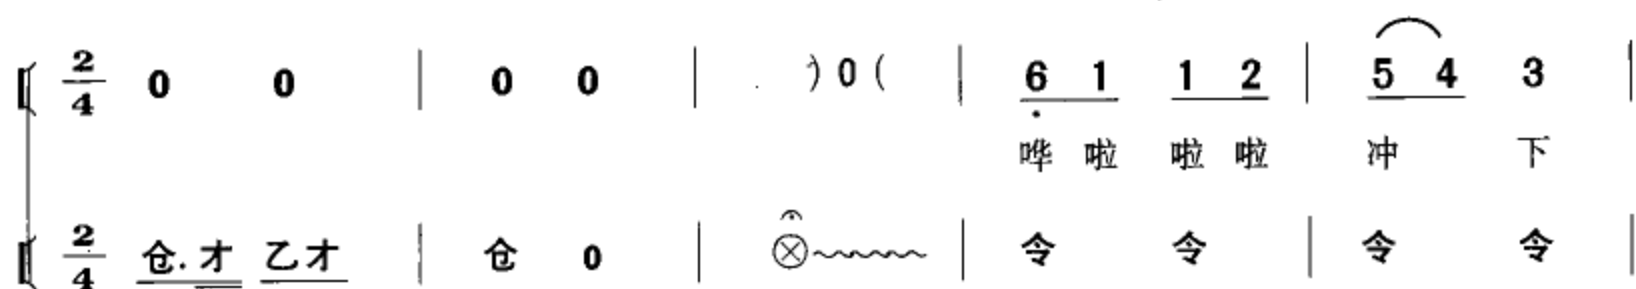 2/4 0 0 | 0 0 | )0( | 6 1 1 2 | 5 4 3 |
哗 啦 啦 啦 冲 下
2/4 仓. 才 乙才 | 仓 0 | ⊗ | 令 令 | 令 令 |